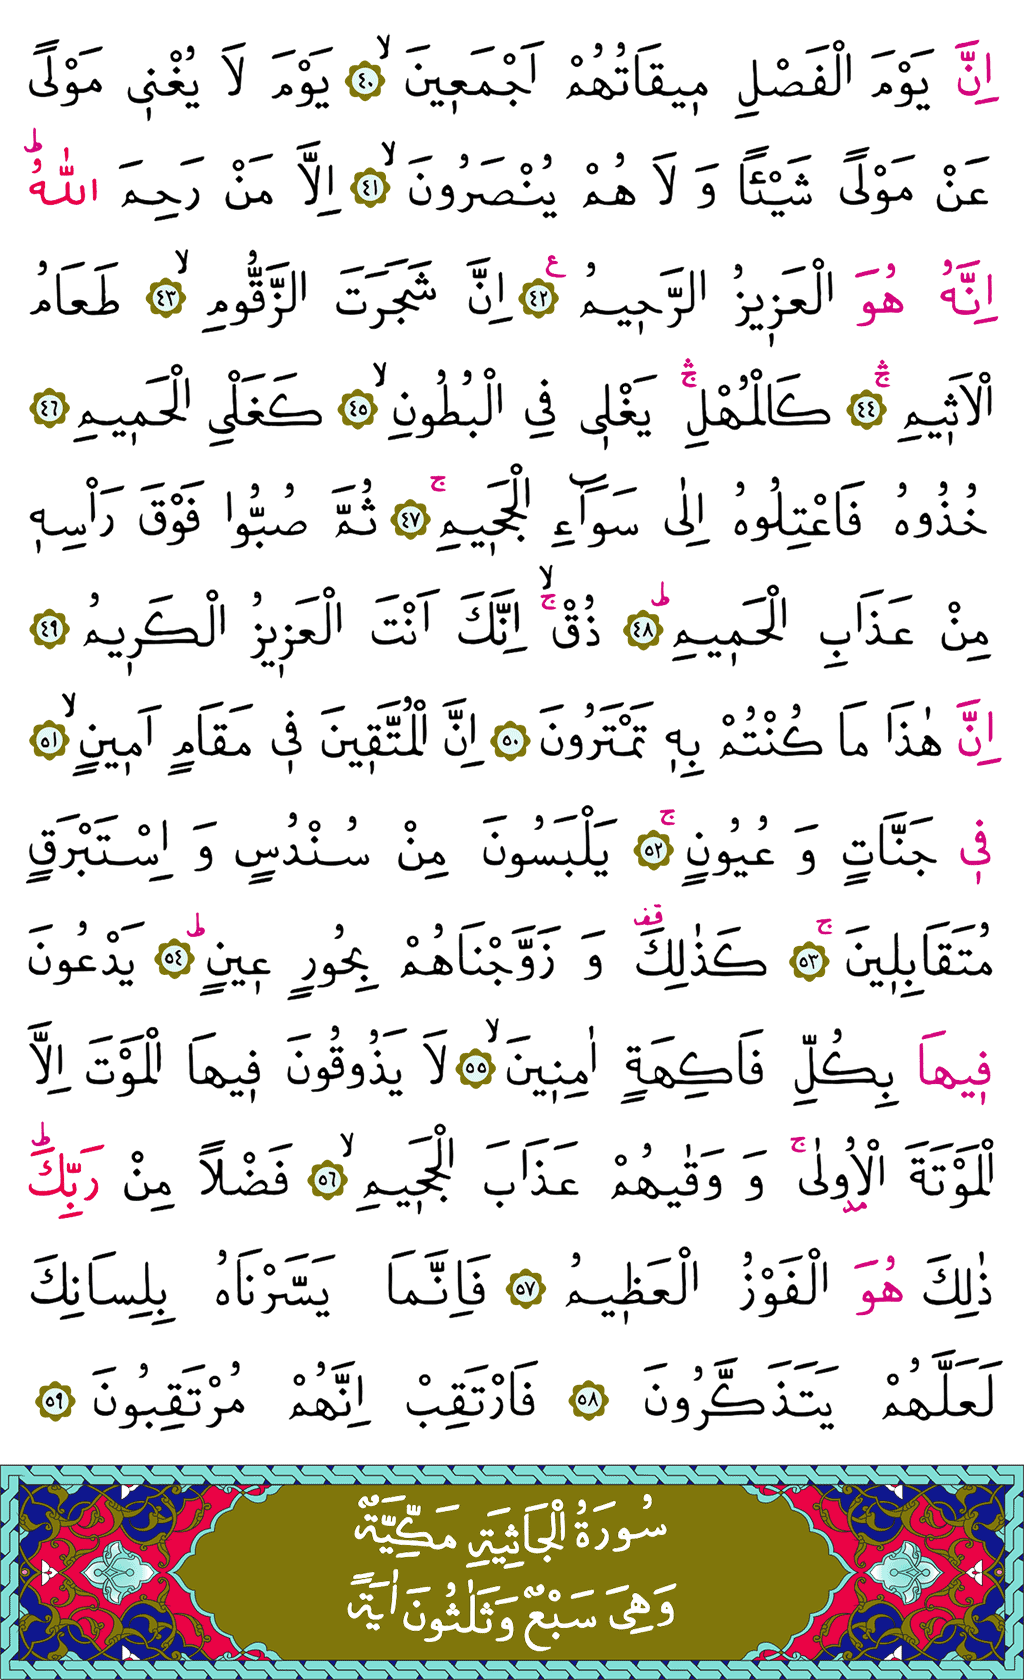 اِنَّ يَوْمَ الْفَصْلِ مٖيقَاتُهُمْ اَجْمَعٖينَۙ ﴿٤٠﴾ يَوْمَ لَا يُغْنٖي مَوْلًى
عَنْ مَوْلًى شَيْـًٔا وَ لَا هُمْ يُنْصَرُونَۙ ﴿٤١﴾ اِلَّا مَنْ رَحِمَ اللّٰهُؕ
اِنَّهُ هُوَ الْعَزٖيزُ الرَّحٖيمُ ࣖ ﴿٤٢﴾ اِنَّ شَجَرَتَ الزَّقُّومِۙ ﴿٤٣﴾ طَعَامُ
الْاَثٖيمِۛۚ ﴿٤٤﴾ كَالْمُهْلِۛۚ يَغْلٖي فِي الْبُطُونِۙ ﴿٤٥﴾ كَغَلْيِ الْحَمٖيمِ ﴿٤٦﴾
خُذُوهُ فَاعْتِلُوهُ اِلٰى سَوَٓاءِ الْجَحٖيمِۚ ﴿٤٧﴾ ثُمَّ صُبُّوا فَوْقَ رَاْسِهٖ
مِنْ عَذَابِ الْحَمٖيمِؕ ﴿٤٨﴾ ذُقْۙۚ اِنَّكَ اَنْتَ الْعَزٖيزُ الْكَرٖيمُ ﴿٤٩﴾
اِنَّ هٰذَا مَا كُنْتُمْ بِهٖ تَمْتَرُونَ ﴿٥٠﴾ اِنَّ الْمُتَّقٖينَ فٖي مَقَامٍ اَمٖينٍۙ ﴿٥١﴾
فٖي جَنَّاتٍ وَ عُيُونٍۚ ﴿٥٢﴾ يَلْبَسُونَ مِنْ سُنْدُسٍ وَ اِسْتَبْرَقٍ
مُتَقَابِلٖينَۚ ﴿٥٣﴾ كَذٰلِكَ قف وَ زَوَّجْنَاهُمْ بِحُورٍ عٖينٍؕ ﴿٥٤﴾ يَدْعُونَ
فٖيهَا بِكُلِّ فَاكِهَةٍ اٰمِنٖينَۙ ﴿٥٥﴾ لَا يَذُوقُونَ فٖيهَا الْمَوْتَ اِلَّا
الْمَوْتَةَ الْاُولٰىۚ مد وَ وَقٰيهُمْ عَذَابَ الْجَحٖيمِۙ ﴿٥٦﴾ فَضْلًا مِنْ رَبِّكَؕ
ذٰلِكَ هُوَ الْفَوْزُ الْعَظٖيمُ ﴿٥٧﴾ فَاِنَّمَا يَسَّرْنَاهُ بِلِسَانِكَ
لَعَلَّهُمْ يَتَذَكَّرُونَ ﴿٥٨﴾ فَارْتَقِبْ اِنَّهُمْ مُرْتَقِبُونَ ﴿٥٩﴾
سُورَةُ الْجَاثِيَةِ مَكِّيَّةٌ
وَهِيَ سَبْعٌ وَثَلٰثُونَ اٰيَةً